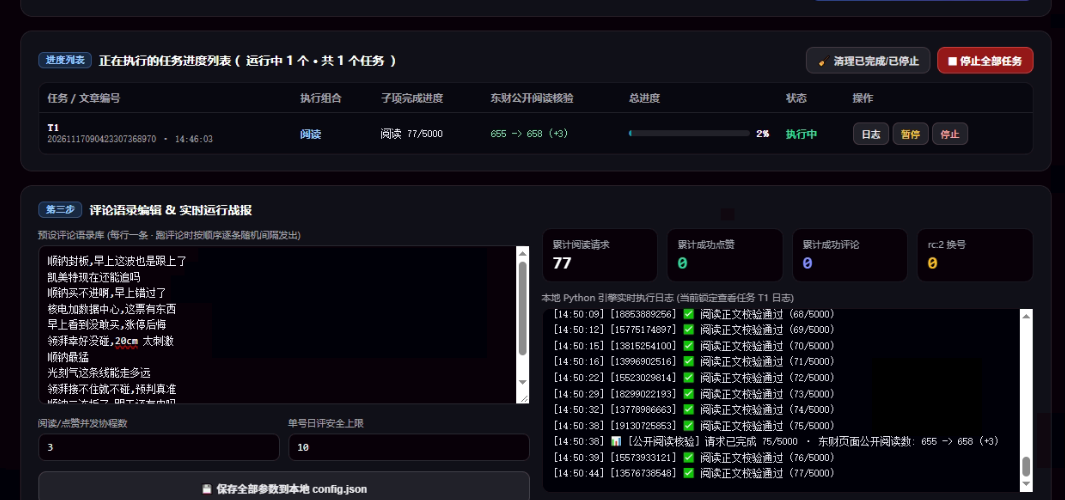 进度列表 正在执行的任务进度列表 ( 运行中 1 个 • 共 1 个任务 )
清理已完成/已停止
停止全部任务
任务 / 文章编号 执行组合 子项完成进度 东财公开阅读核验 总进度 状态 操作
T1
20261117090423307368970 • 14:46:03
阅读 阅读 77/5000 655 -> 658 (+3) 2% 执行中 日志 暂停 停止
第三步 评论语录编辑 & 实时运行战报
预设评论语录库 (每行一条 · 跑评论时按顺序逐条随机间隔发出)
顺钠封板,早上这波也是跟上了
凯美特现在还能追吗
顺钠买不进啊,早上错过了
核电加数据中心,这票有东西
早上看到没敢买,涨停后悔
领湃幸好没碰,20cm 太刺激
顺钠最猛
光刻气这条线能走多远
领湃接不住就不碰,预判真准
阅读/点赞并发协程数
3
单号日评安全上限
10
保存全部参数到本地 config.json
累计阅读请求
77
累计成功点赞
0
累计成功评论
0
rc:2 换号
0
本地 Python 引擎实时执行日志 (当前锁定查看任务 T1 日志)
[14:50:09] [18853889256] ✅ 阅读正文校验通过 (68/5000)
[14:50:12] [15775174897] ✅ 阅读正文校验通过 (69/5000)
[14:50:15] [13815254100] ✅ 阅读正文校验通过 (70/5000)
[14:50:16] [13996902516] ✅ 阅读正文校验通过 (71/5000)
[14:50:22] [15523029814] ✅ 阅读正文校验通过 (72/5000)
[14:50:29] [18299022193] ✅ 阅读正文校验通过 (73/5000)
[14:50:32] [13778986663] ✅ 阅读正文校验通过 (74/5000)
[14:50:38] [19130725853] ✅ 阅读正文校验通过 (75/5000)
[14:50:38] 📊 [公开阅读核验] 请求已完成 75/5000 · 东财页面公开阅读数: 655 -> 658 (+3)
[14:50:39] [15573933121] ✅ 阅读正文校验通过 (76/5000)
[14:50:44] [13576738548] ✅ 阅读正文校验通过 (77/5000)